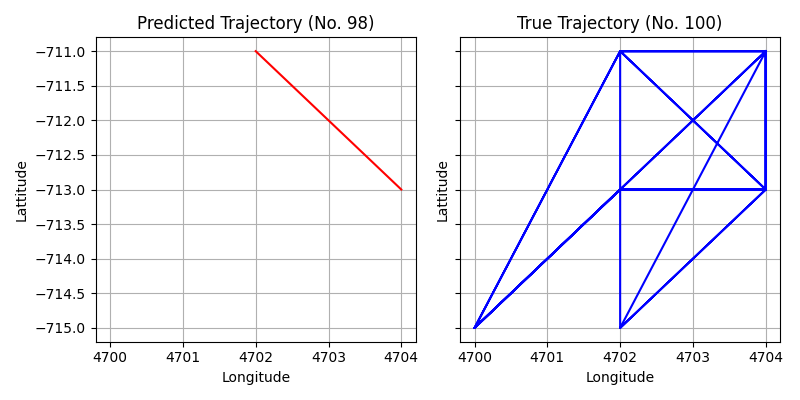 Predicted Trajectory (No. 98)
−711.0
−711.5
−712.0
−712.5
−713.0
−713.5
−714.0
−714.5
−715.0
Lattitude
4700 4701 4702 4703 4704
Longitude
True Trajectory (No. 100)
Lattitude
4700 4701 4702 4703 4704
Longitude